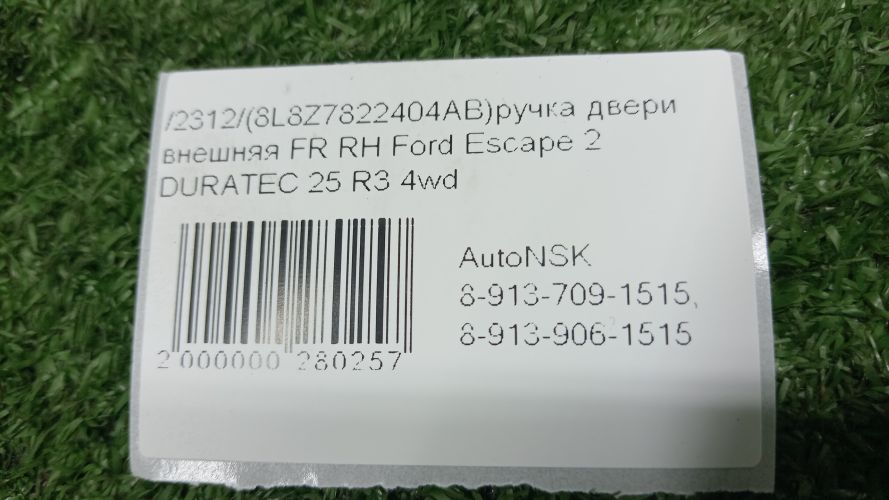 /2312/(8L8Z7822404AB)ручка двери
внешняя FR RH Ford Escape 2
DURATEC 25 R3 4wd
AutoNSK
8-913-709-1515,
8-913-906-1515
2 000000 280257